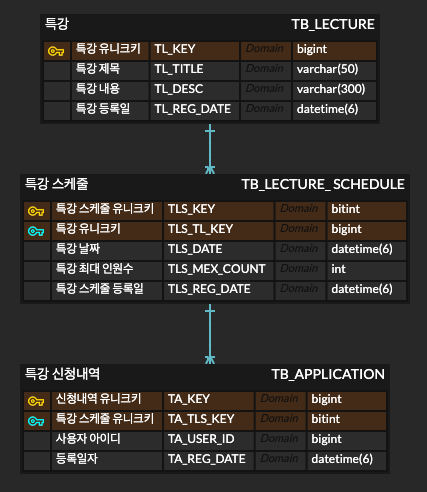 특강 TB_LECTURE
특강 유니크키 TL_KEY Domain bigint
특강 제목 TL_TITLE Domain varchar(50)
특강 내용 TL_DESC Domain varchar(300)
특강 등록일 TL_REG_DATE Domain datetime(6)
특강 스케줄 TB_LECTURE_SCHEDULE
특강 스케줄 유니크키 TLS_KEY Domain bitint
특강 유니크키 TLS_TL_KEY Domain bigint
특강 날짜 TLS_DATE Domain datetime(6)
특강 최대 인원수 TLS_MEX_COUNT Domain int
특강 스케줄 등록일 TLS_REG_DATE Domain datetime(6)
특강 신청내역 TB_APPLICATION
신청내역 유니크키 TA_KEY Domain bigint
특강 스케줄 유니크키 TA_TLS_KEY Domain bitint
사용자 아이디 TA_USER_ID Domain bigint
등록일자 TA_REG_DATE Domain datetime(6)